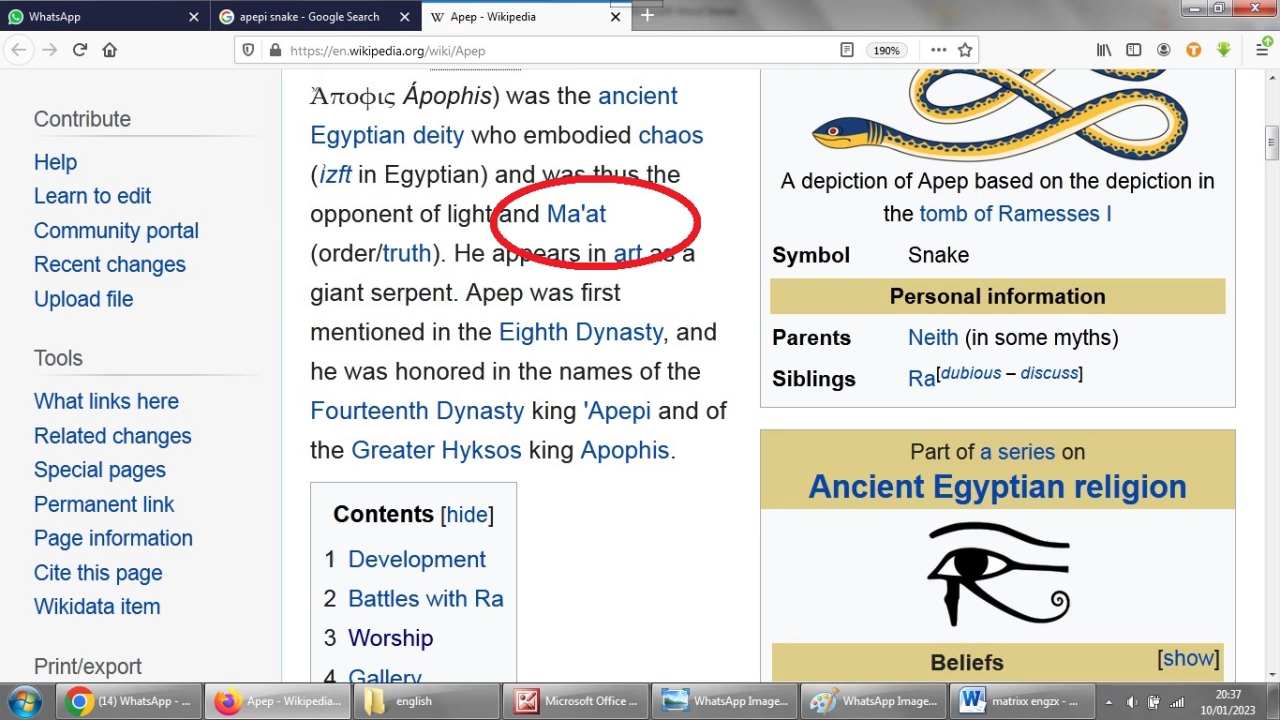 WhatsApp
apepi snake - Google Search
Apep - Wikipedia
https://en.wikipedia.org/wiki/Apep
190%
Contribute
Help
Learn to edit
Community portal
Recent changes
Upload file
Tools
What links here
Related changes
Special pages
Permanent link
Page information
Cite this page
Wikidata item
Print/export
Ἄποφις Ápophis) was the ancient
Egyptian deity who embodied chaos
(ı͗zft in Egyptian) and was thus the
opponent of light and Ma'at
(order/truth). He appears in art as a
giant serpent. Apep was first
mentioned in the Eighth Dynasty, and
he was honored in the names of the
Fourteenth Dynasty king 'Apepi and of
the Greater Hyksos king Apophis.
Contents [hide]
1 Development
2 Battles with Ra
3 Worship
4 Gallery
A depiction of Apep based on the depiction in
the tomb of Ramesses I
Symbol Snake
Personal information
Parents Neith (in some myths)
Siblings Ra[dubious – discuss]
Part of a series on
Ancient Egyptian religion
Beliefs [show]
(14) WhatsApp - ...
Apep - Wikipedia...
english
Microsoft Office ...
WhatsApp Image...
WhatsApp Image...
matrixx engzx - ...
20:37
10/01/2023